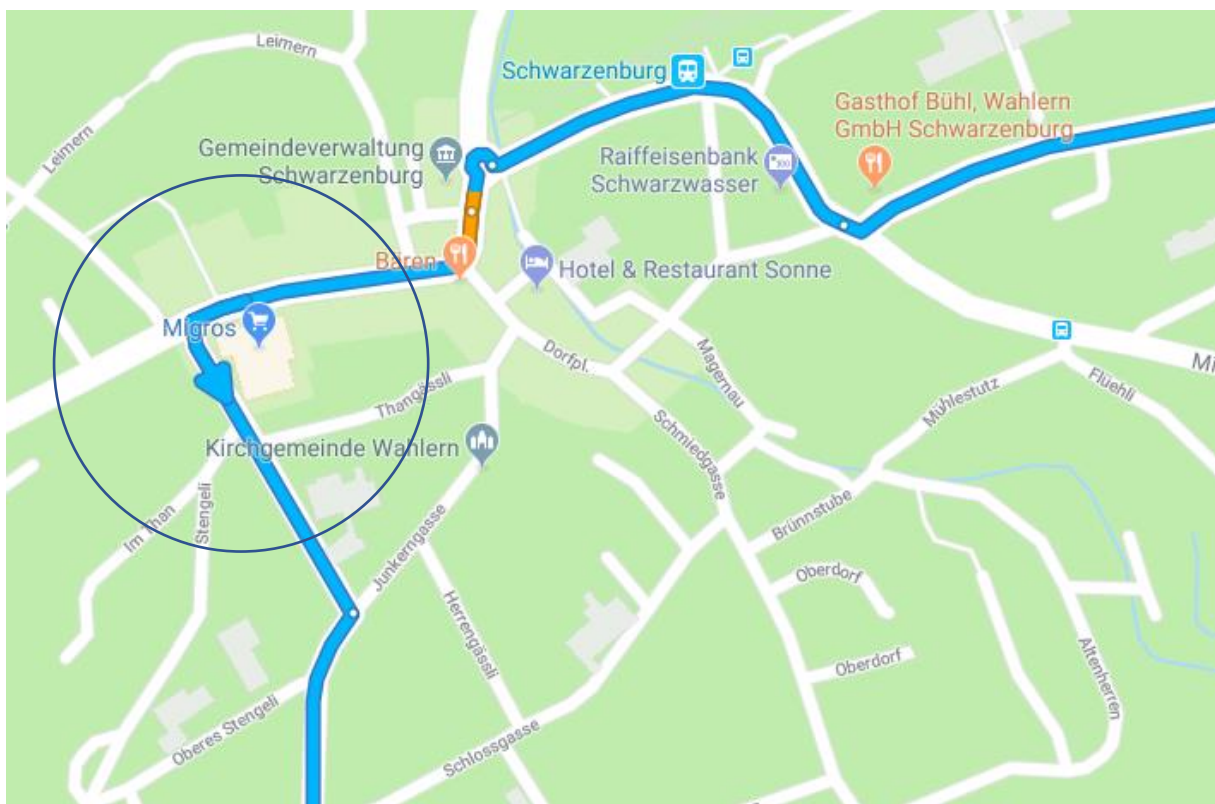 Leimern
Schwarzenburg
Gasthof Bühl, Wahlern
GmbH Schwarzenburg
Leimern
Gemeindeverwaltung
Schwarzenburg
Raiffeisenbank
Schwarzwasser
Bären
Hotel & Restaurant Sonne
Migros
Dorfpl.
Magernau
Mi
Flüehli
Mühlestutz
Thangässli
Kirchgemeinde Wahlern
Schmiedgasse
Im Than
Stengeli
Junkerngasse
Brünnstube
Oberdorf
Herrengässli
Oberdorf
Altenherren
Oberes Stengeli
Schlossgasse